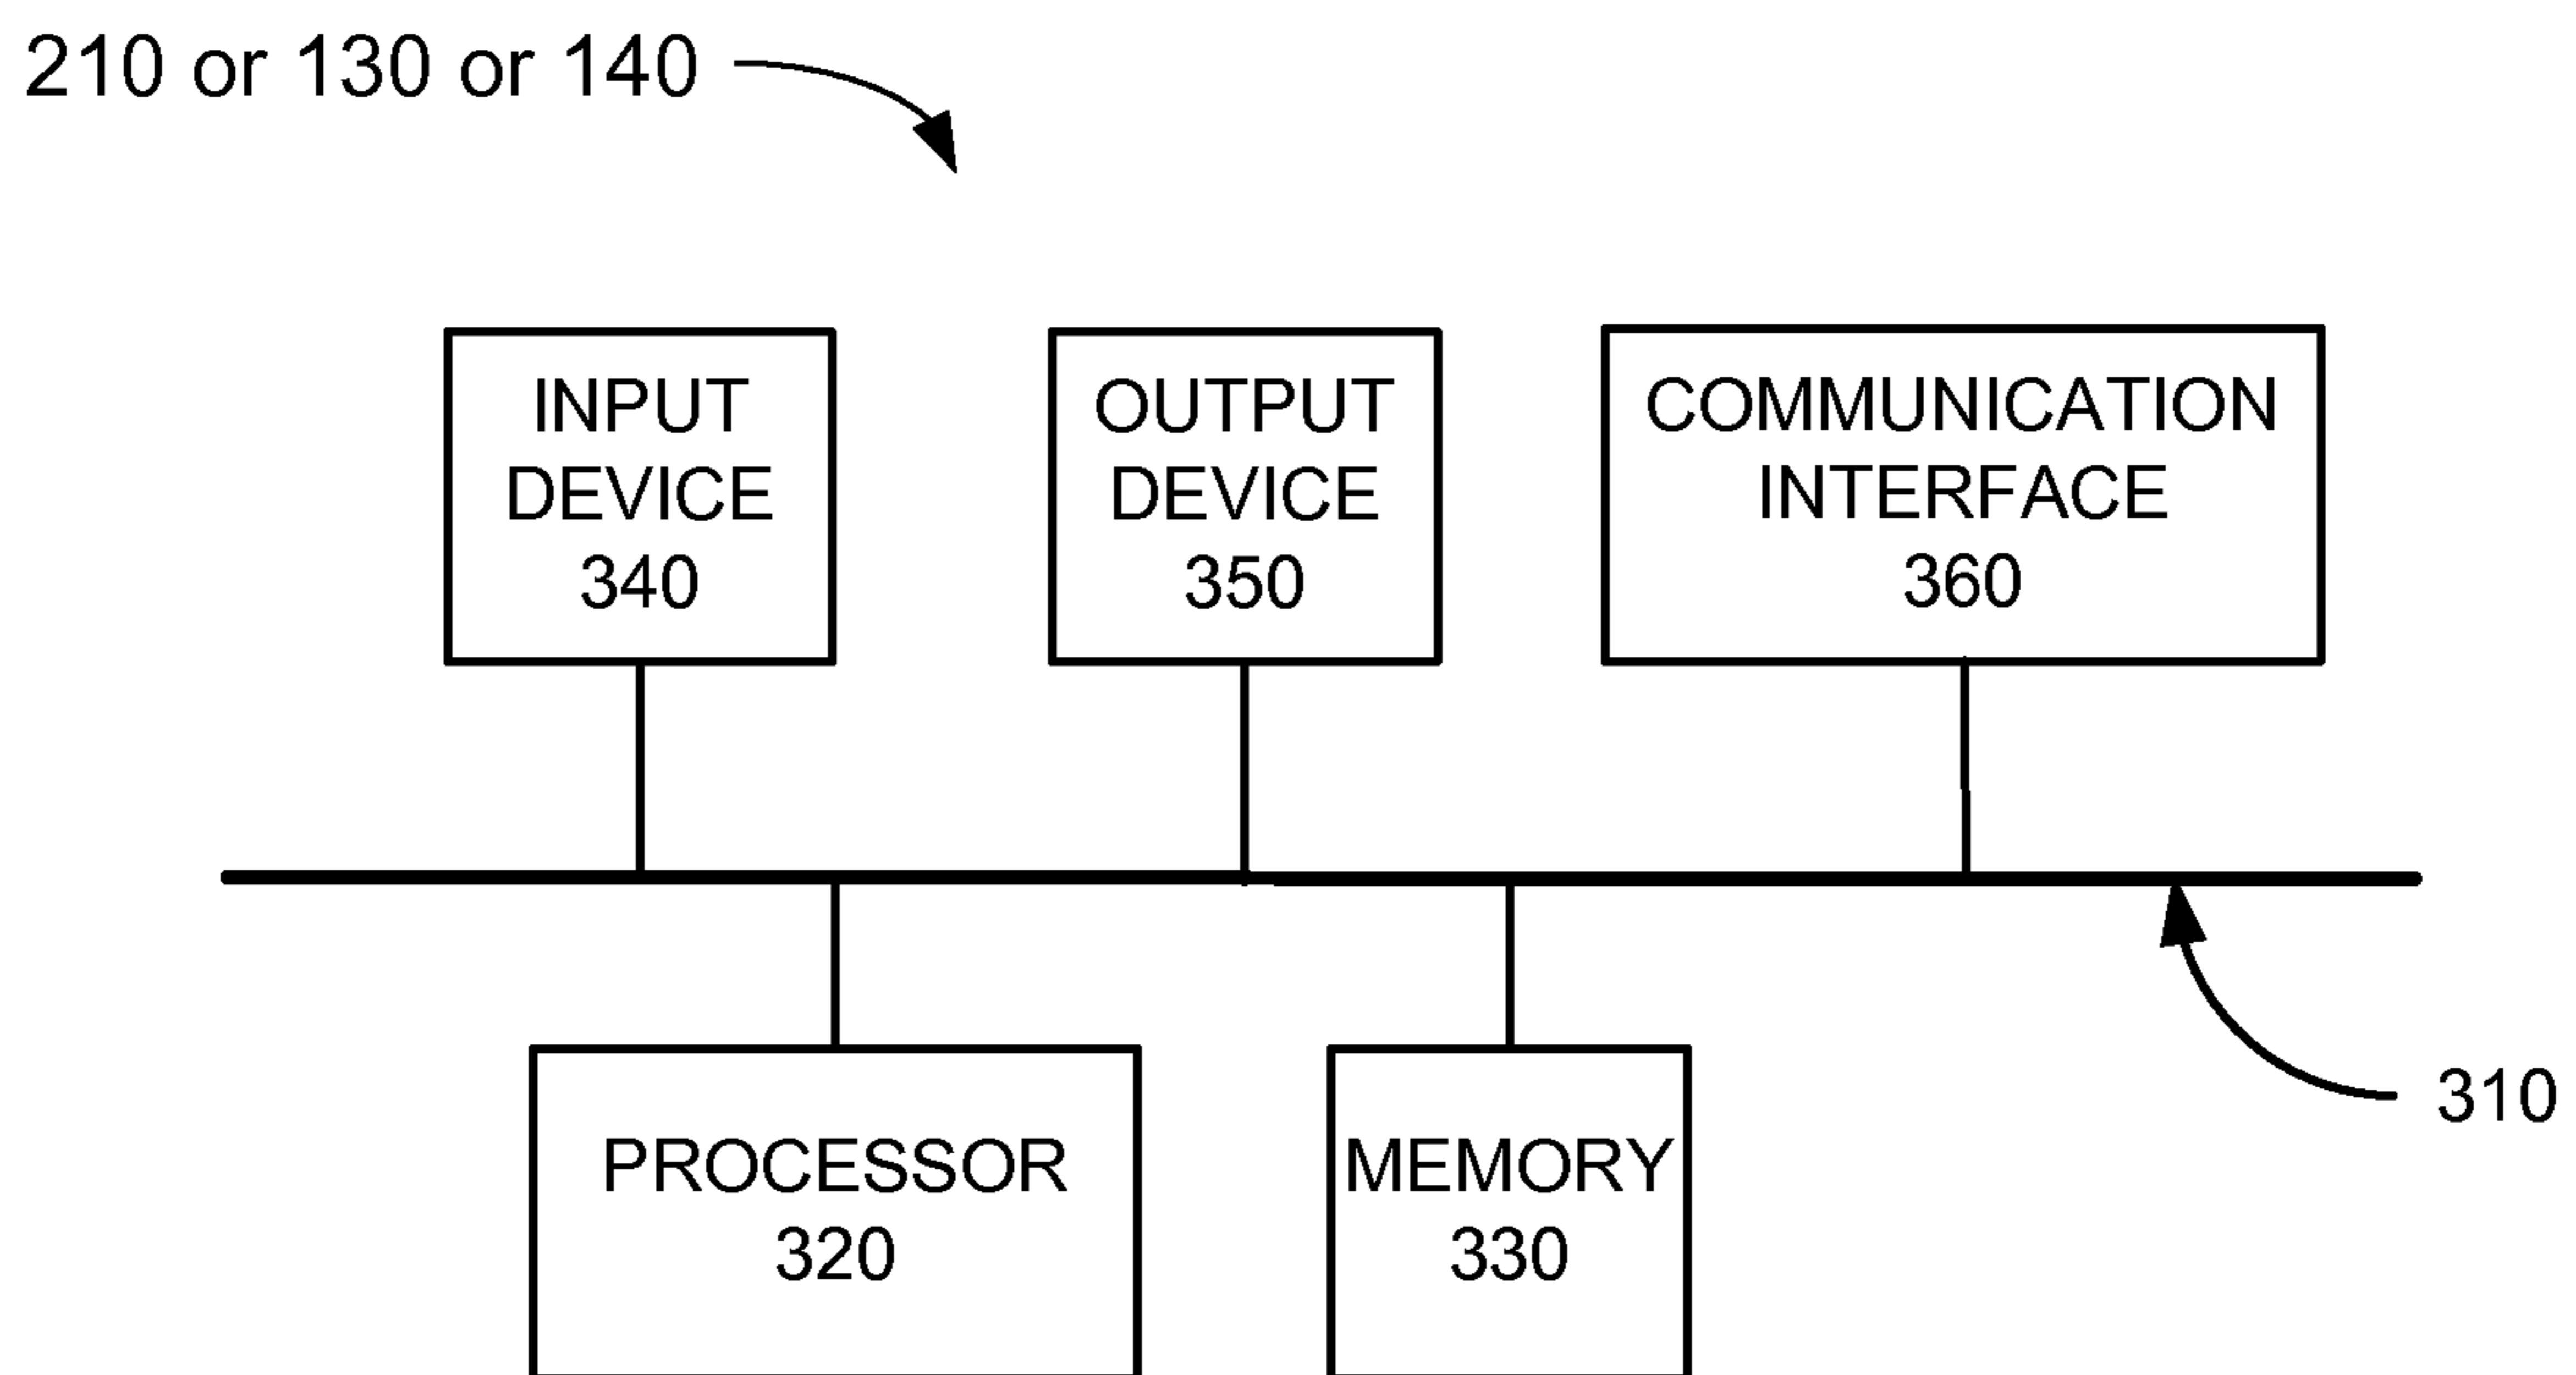 210 or 130 or 140
INPUT
DEVICE
340
OUTPUT
DEVICE
350
COMMUNICATION
INTERFACE
360
PROCESSOR
320
MEMORY
330
310